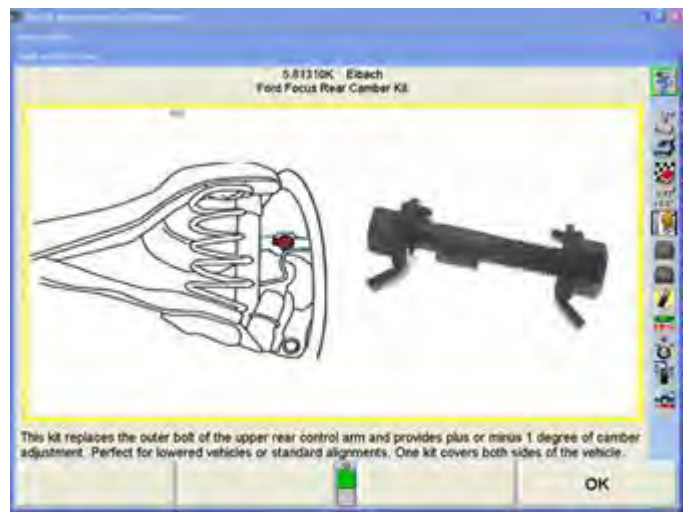 5.81310K Eibach
Ford Focus Rear Camber Kit
This kit replaces the outer bolt of the upper rear control arm and provides plus or minus 1 degree of camber
adjustment. Perfect for lowered vehicles or standard alignments. One kit covers both sides of the vehicle.
OK